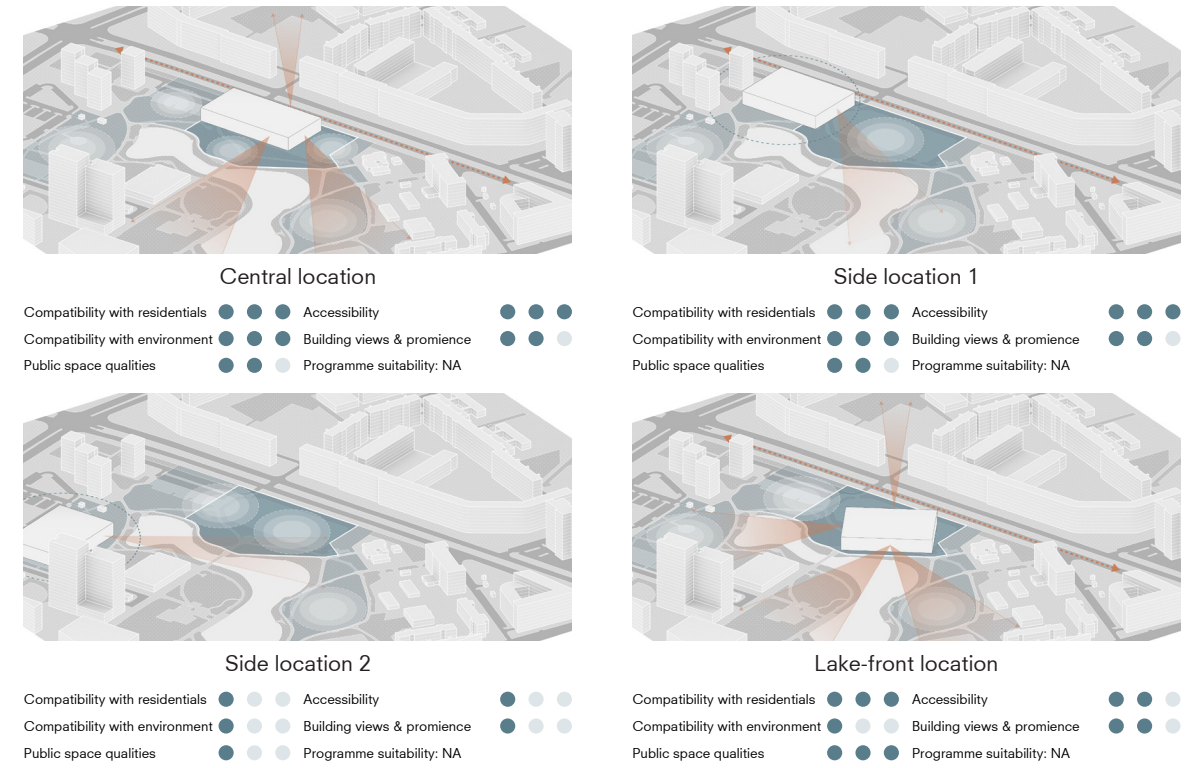 Central location
Compatibility with residentials
Accessibility
Compatibility with environment
Building views & promience
Public space qualities
Programme suitability: NA
Side location 1
Compatibility with residentials
Accessibility
Compatibility with environment
Building views & promience
Public space qualities
Programme suitability: NA
Side location 2
Compatibility with residentials
Accessibility
Compatibility with environment
Building views & promience
Public space qualities
Programme suitability: NA
Lake-front location
Compatibility with residentials
Accessibility
Compatibility with environment
Building views & promience
Public space qualities
Programme suitability: NA